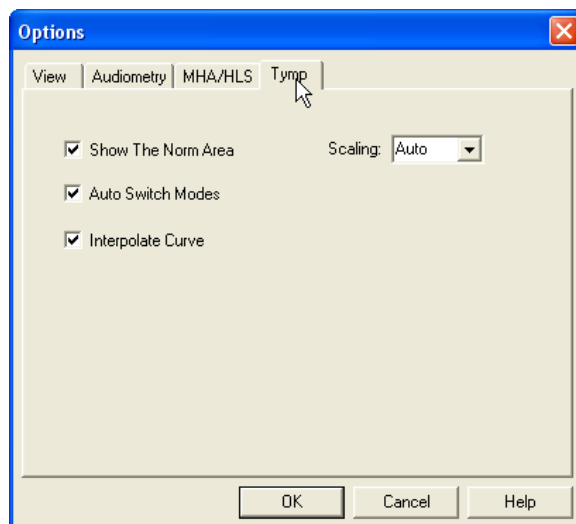 Options
View Audiometry MHA/HLS Tymp
Show The Norm Area Scaling: Auto
Auto Switch Modes
Interpolate Curve
OK Cancel Help